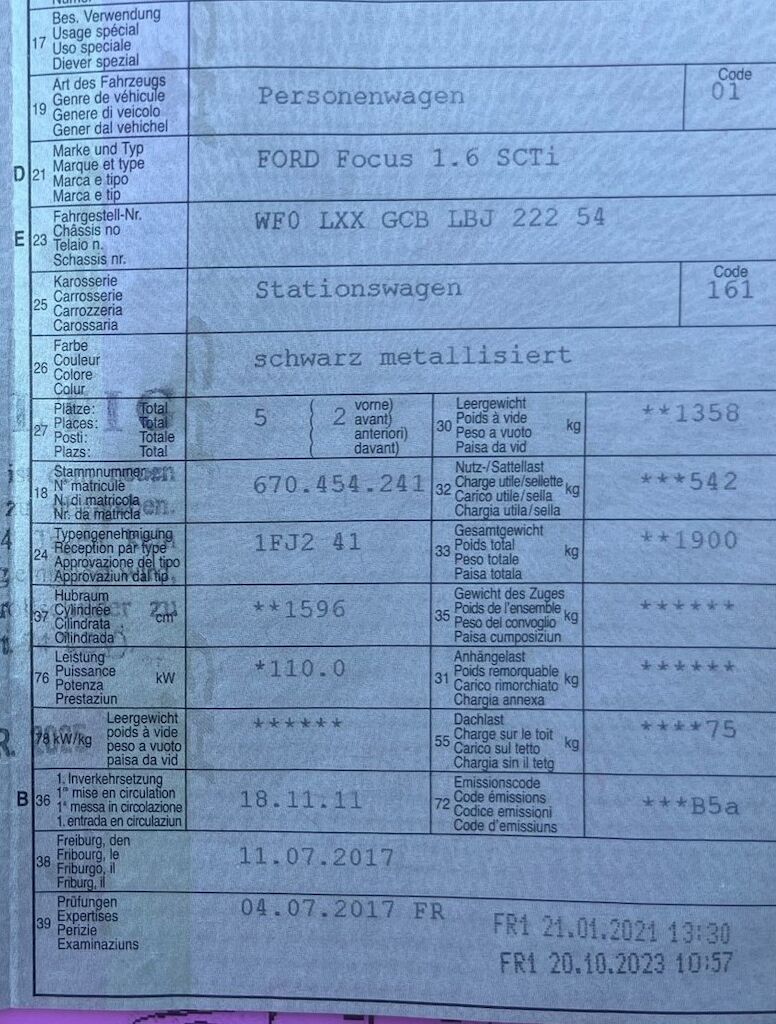 17 Bes. Verwendung
Usage spécial
Uso speciale
Diever spezial
19 Art des Fahrzeugs
Genre de véhicule
Genere di veicolo
Gener dal vehichel
Personenwagen
Code
01
D 21 Marke und Typ
Marque et type
Marca e tipo
Marca e tip
FORD Focus 1.6 SCTi
E 23 Fahrgestell-Nr.
Châssis no
Telaio n.
Schassis nr.
WF0 LXX GCB LBJ 222 54
25 Karosserie
Carrosserie
Carrozzeria
Carossaria
Stationswagen
Code
161
26 Farbe
Couleur
Colore
Colur
schwarz metallisiert
27 Plätze: Total
Places: Total
Posti: Totale
Plazs: Total
5 ( 2 vorne)
( avant)
( anteriori)
( davant)
30 Leergewicht
Poids à vide
Peso a vuoto
Paisa da vid
kg
**1358
18 Stammnummer
N° matricule
N. di matricola
Nr. da matricla
670.454.241
32 Nutz-/Sattellast
Charge utile/sellette
Carico utile/sella
Chargia utila/sella
kg
***542
24 Typengenehmigung
Réception par type
Approvazione del tipo
Approvaziun dal tip
1FJ2 41
33 Gesamtgewicht
Poids total
Peso totale
Paisa totala
kg
**1900
37 Hubraum
Cylindrée
Cilindrata
Cilindrada
cm³
**1596
35 Gewicht des Zuges
Poids de l'ensemble
Peso del convoglio
Paisa cumposiziun
kg
******
76 Leistung
Puissance
Potenza
Prestaziun
kW
*110.0
31 Anhängelast
Poids remorquable
Carico rimorchiato
Chargia annexa
kg
******
78 kW/kg Leergewicht
poids à vide
peso a vuoto
paisa da vid
******
55 Dachlast
Charge sur le toit
Carico sul tetto
Chargia sin il tetg
kg
****75
B 36 1. Inverkehrsetzung
1re mise en circulation
1a messa in circolazione
1. entrada en circulaziun
18.11.11
72 Emissionscode
Code émissions
Codice emissioni
Code d'emissiuns
***B5a
38 Freiburg, den
Fribourg, le
Friburgo, il
Friburg, il
11.07.2017
39 Prüfungen
Expertises
Perizie
Examinaziuns
04.07.2017 FR
FR1 21.01.2021 13:30
FR1 20.10.2023 10:57